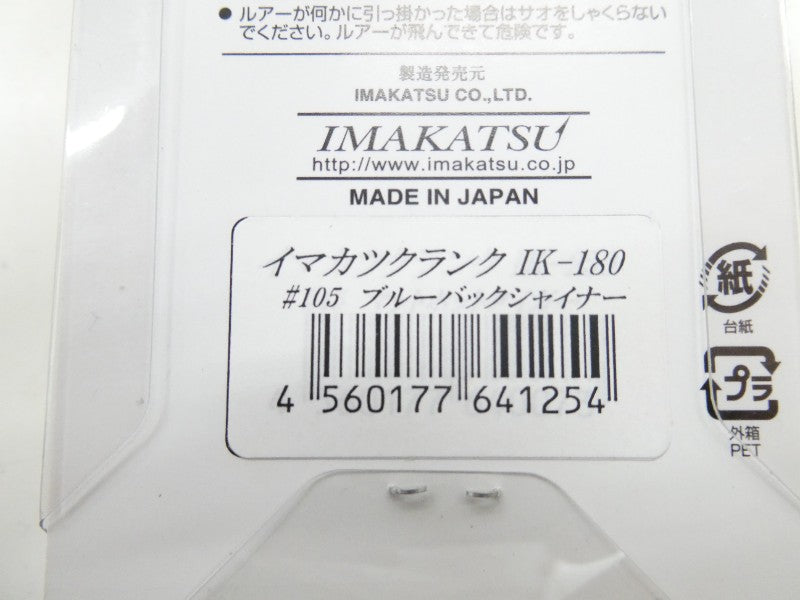 ● ルアーが何かに引っ掛かった場合はサオをしゃくらない
でください。ルアーが飛んできて危険です。
製造発売元
IMAKATSU CO.,LTD.
IMAKATSU
http://www.imakatsu.co.jp
MADE IN JAPAN
イマカツクランク IK-180
#105 ブルーバックシャイナー
4 560177 641254
紙
台紙
プラ
外箱
PET